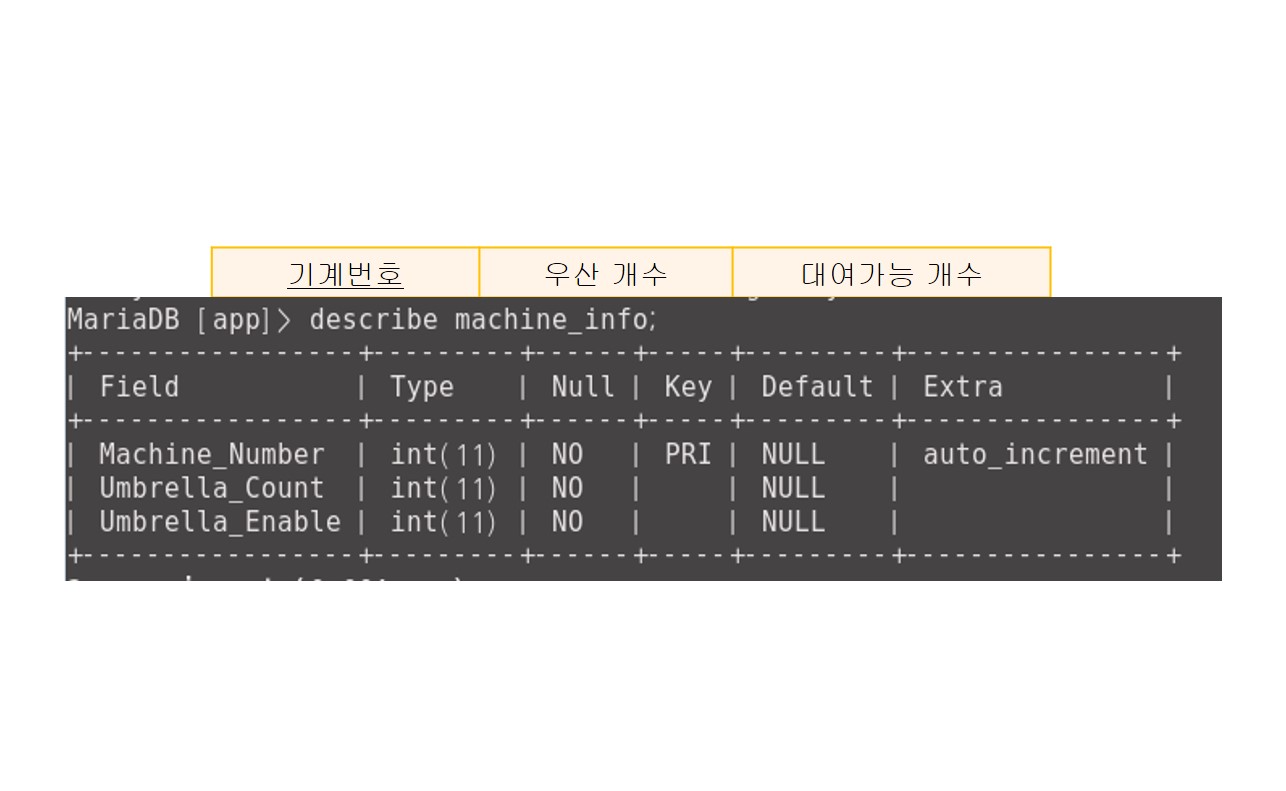 기계번호 우산 개수 대여가능 개수
MariaDB [app]> describe machine_info;
+-----------------+---------+------+-----+---------+----------------+
| Field           | Type    | Null | Key | Default | Extra          |
+-----------------+---------+------+-----+---------+----------------+
| Machine_Number  | int(11) | NO   | PRI | NULL    | auto_increment |
| Umbrella_Count  | int(11) | NO   |     | NULL    |                |
| Umbrella_Enable | int(11) | NO   |     | NULL    |                |
+-----------------+---------+------+-----+---------+----------------+